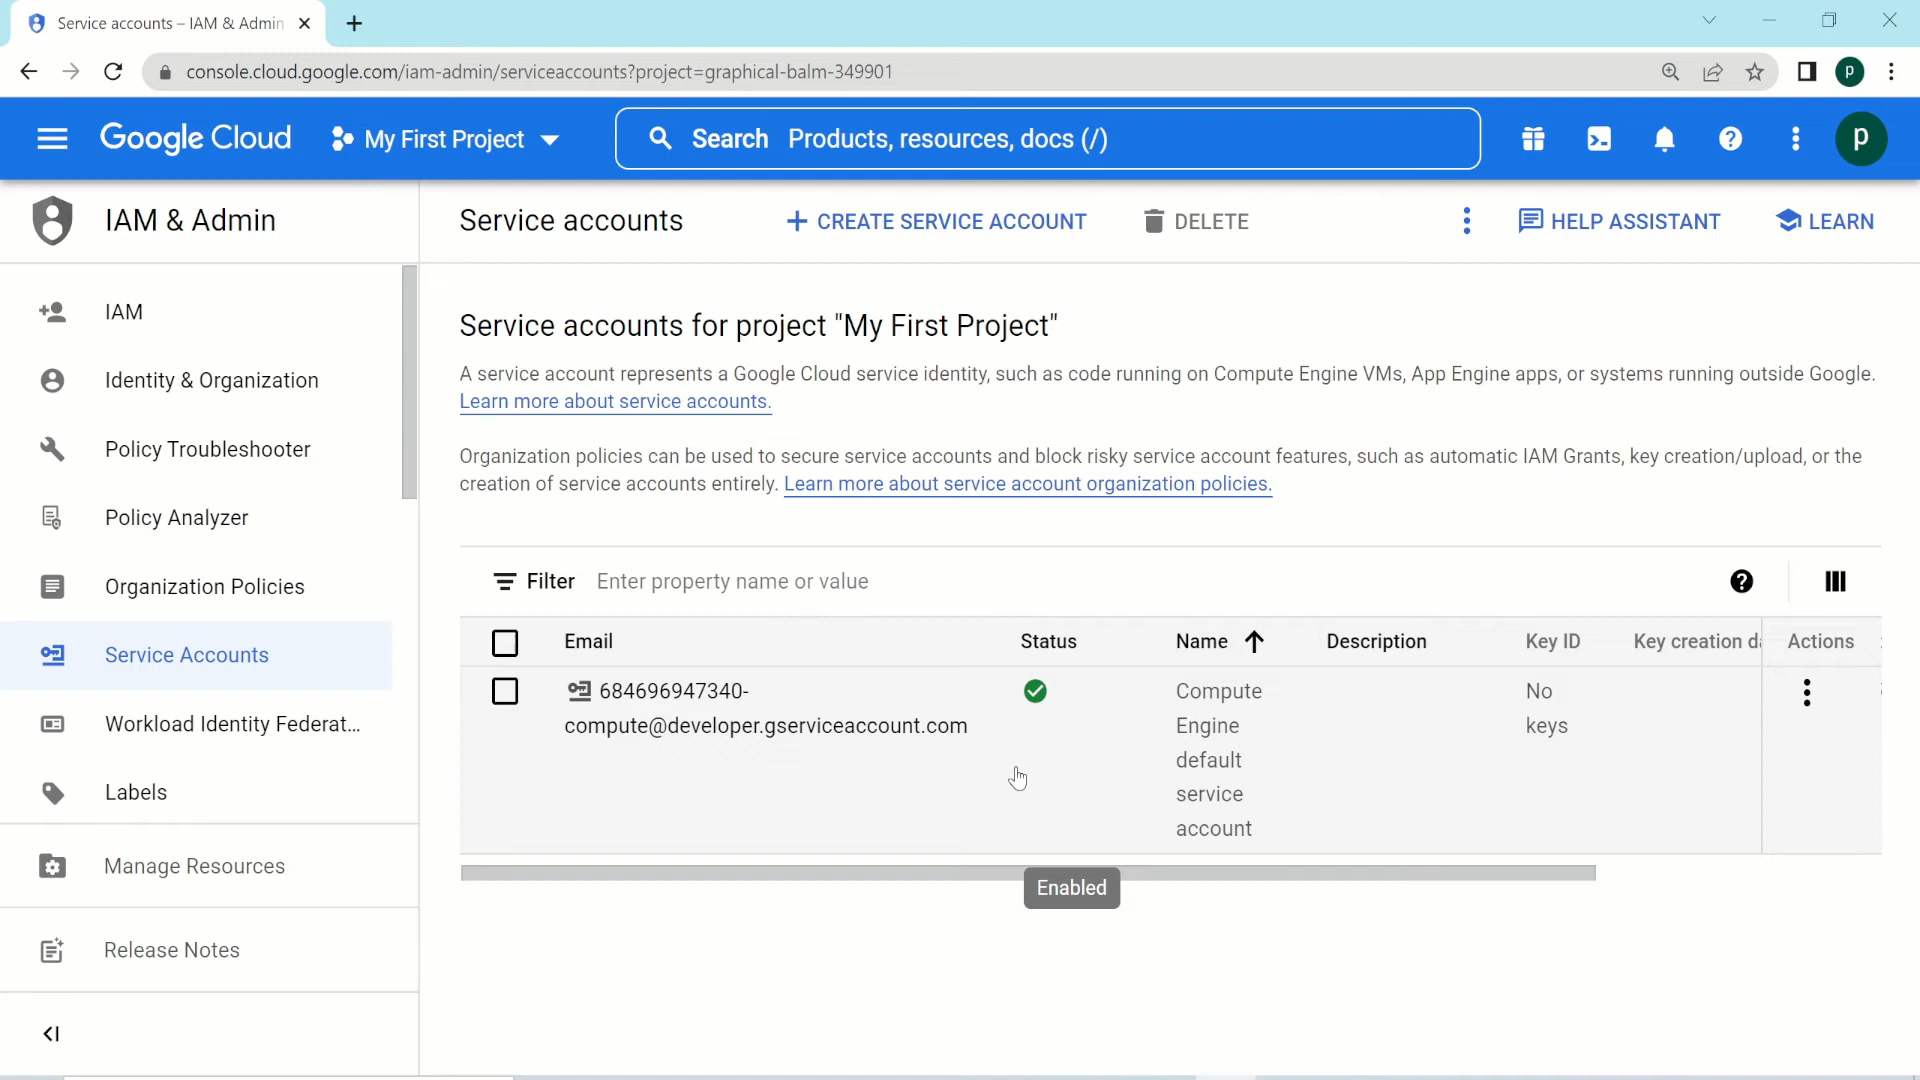 Service accounts – IAM & Admin
console.cloud.google.com/iam-admin/serviceaccounts?project=graphical-balm-349901
p
Google Cloud
My First Project
Search Products, resources, docs (/)
p
IAM & Admin
Service accounts
CREATE SERVICE ACCOUNT
DELETE
HELP ASSISTANT
LEARN
IAM
Identity & Organization
Policy Troubleshooter
Policy Analyzer
Organization Policies
Service Accounts
Workload Identity Federat...
Labels
Manage Resources
Release Notes
Service accounts for project "My First Project"
A service account represents a Google Cloud service identity, such as code running on Compute Engine VMs, App Engine apps, or systems running outside Google.
Learn more about service accounts.
Organization policies can be used to secure service accounts and block risky service account features, such as automatic IAM Grants, key creation/upload, or the
creation of service accounts entirely. Learn more about service account organization policies.
Filter Enter property name or value
Email Status Name Description Key ID Key creation d Actions
684696947340-
compute@developer.gserviceaccount.com
Compute
Engine
default
service
account
No
keys
Enabled